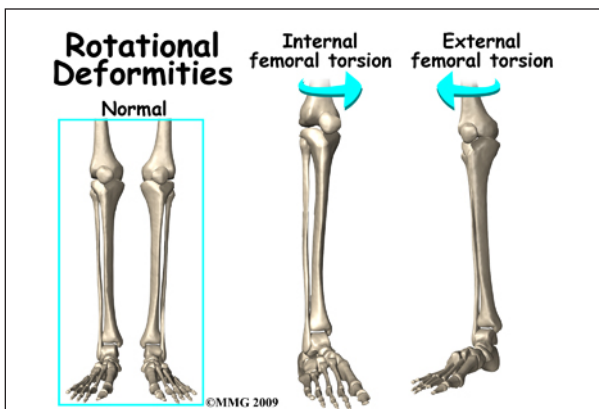 Rotational
Deformities
Normal
Internal
femoral torsion
External
femoral torsion
©MMG 2009